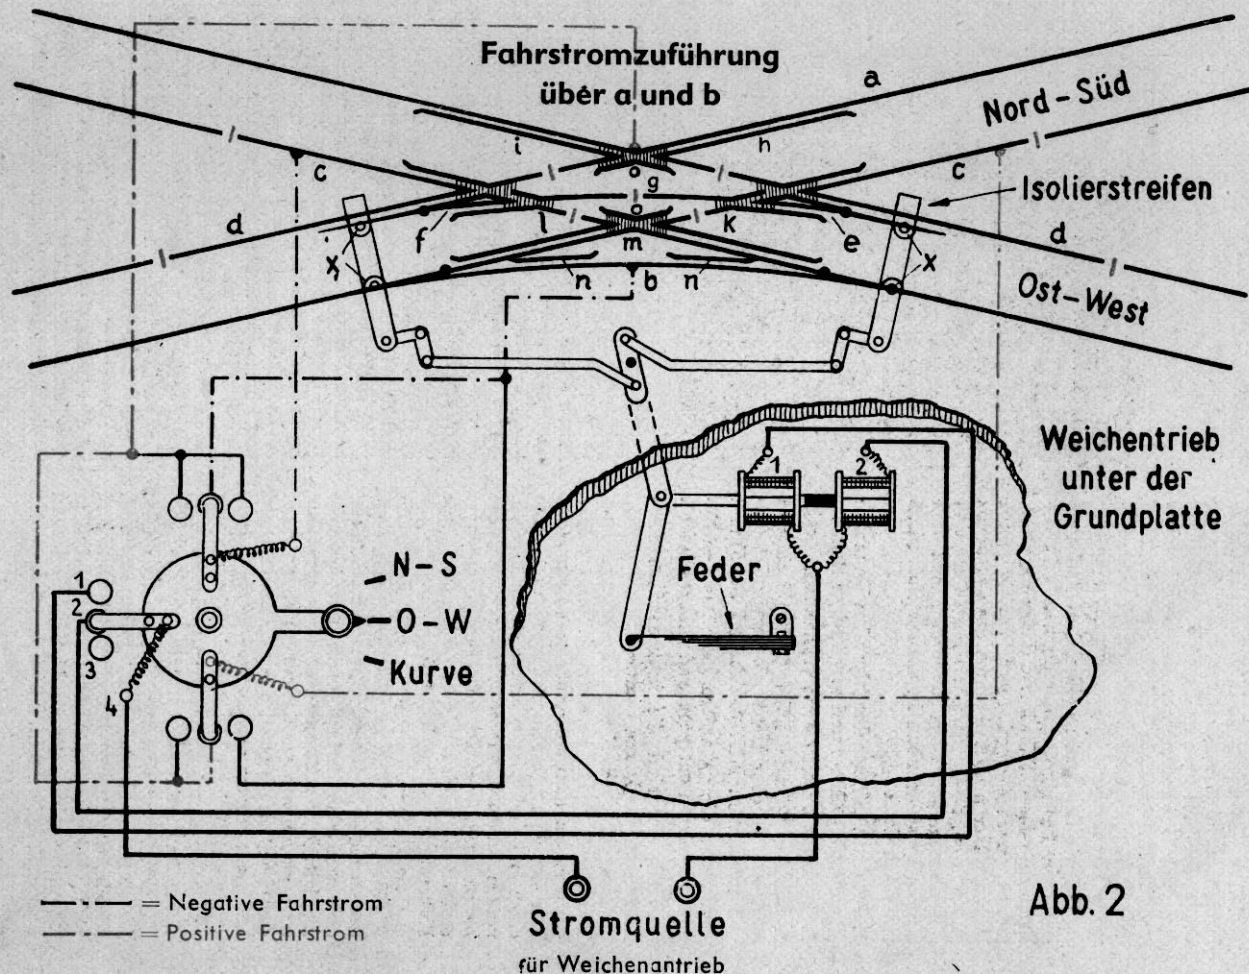 Fahrstromzuführung
über a und b
a
Nord-Süd
i
h
c
c
g
Isolierstreifen
d
f
l
m
k
e
d
x
x
n
b
n
Ost-West
Weichentrieb
unter der
Grundplatte
1
2
Feder
N-S
O-W
Kurve
1
2
3
4
= Negative Fahrstrom
= Positive Fahrstrom
Stromquelle
für Weichenantrieb
Abb. 2